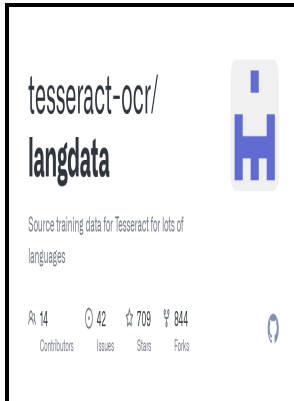 tesseract-ocr/
langdata
Source training data for Tesseract for lots of
languages
14 42 709 844
Contributors Issues Stars Forks